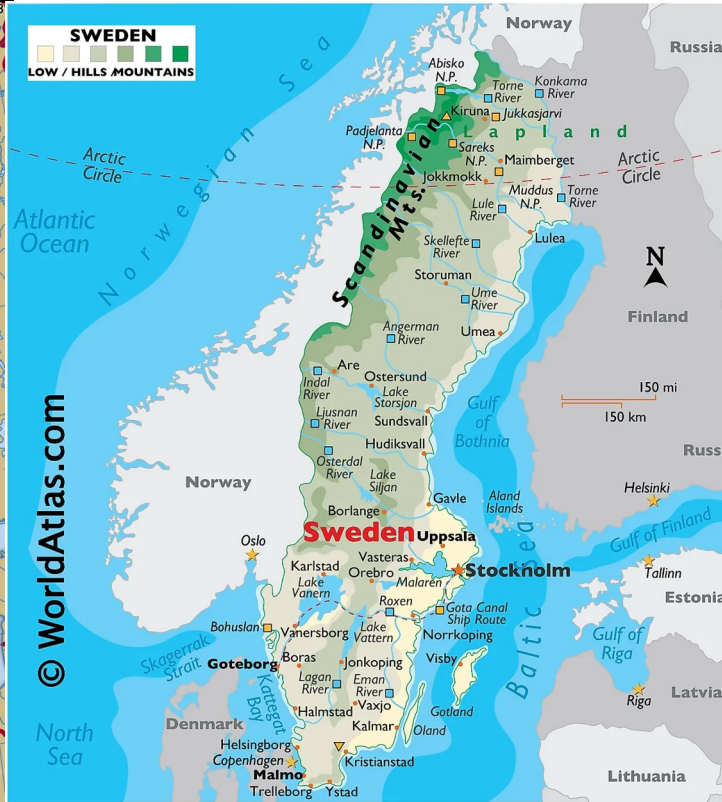 SWEDEN
LOW / HILLS /MOUNTAINS
Norway
Russia
Abisko
N.P.
Torne
River
Konkama
River
Kiruna
Jukkasjarvi
Padjelanta
N.P.
Lapland
Sareks
N.P.
Maimberget
Arctic
Circle
Arctic
Circle
Jokkmokk
Muddus
N.P.
Torne
River
Lule
River
Norwegian Sea
Atlantic
Ocean
Scandinavian
Mts.
Skellefte
River
Lulea
N
Storuman
Ume
River
Finland
Angerman
River
Umea
Are
Indal
River
Ostersund
Lake
Storsjon
150 mi
150 km
Ljusnan
River
Sundsvall
Gulf
of
Bothnia
Hudiksvall
Osterdal
River
Russ
Norway
Lake
Siljan
Helsinki
Gavle
Aland
Islands
Borlange
Gulf of Finland
Sweden
Uppsala
Oslo
Vasteras
Stockholm
Tallinn
Karlstad
Orebro
Malaren
Lake
Vanern
Estonia
Roxen
Gota Canal
Ship Route
Bohuslan
Vanersborg
Lake
Vattern
Norrkoping
Gulf of
Riga
Skagerrak
Strait
Goteborg
Boras
Jonkoping
Visby
Baltic Sea
Lagan
River
Eman
River
Latvia
Kattegat
Bay
Riga
Halmstad
Vaxjo
Gotland
Denmark
Kalmar
Oland
North
Sea
Helsingborg
Copenhagen
Kristianstad
Malmo
Lithuania
Trelleborg
Ystad
© WorldAtlas.com